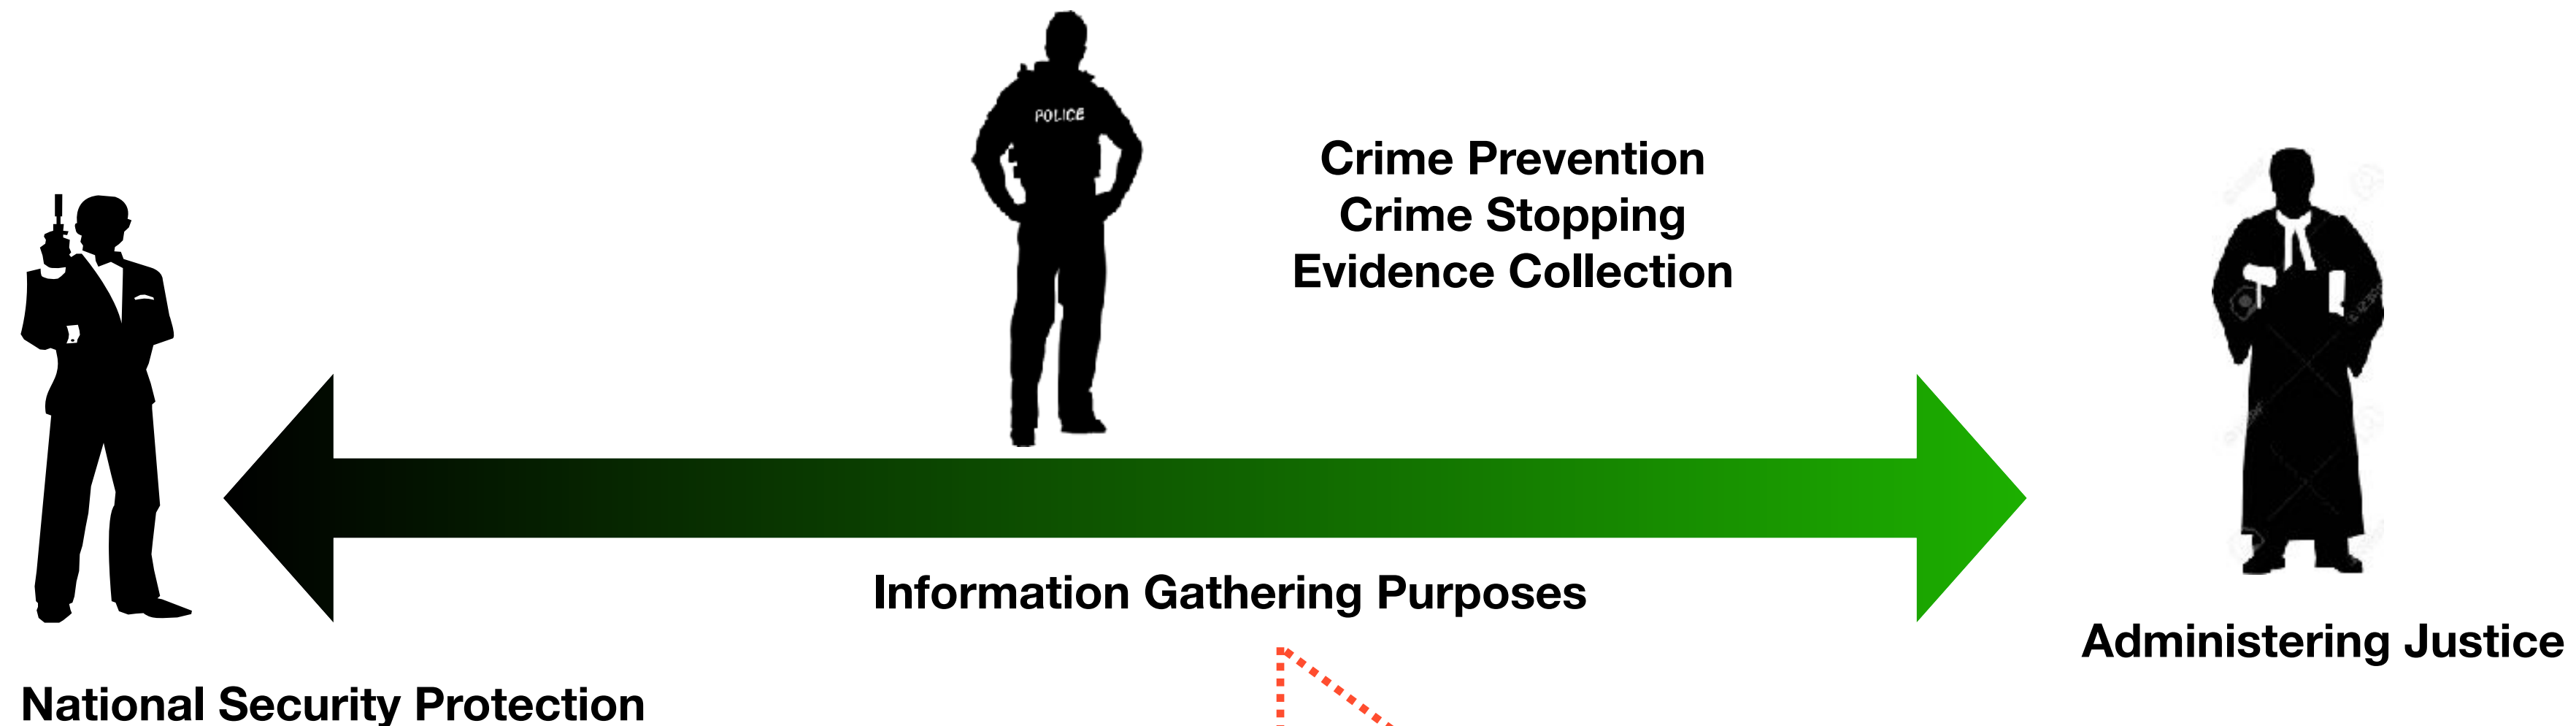 POLICE
Crime Prevention
Crime Stopping
Evidence Collection
Information Gathering Purposes
Administering Justice
National Security Protection